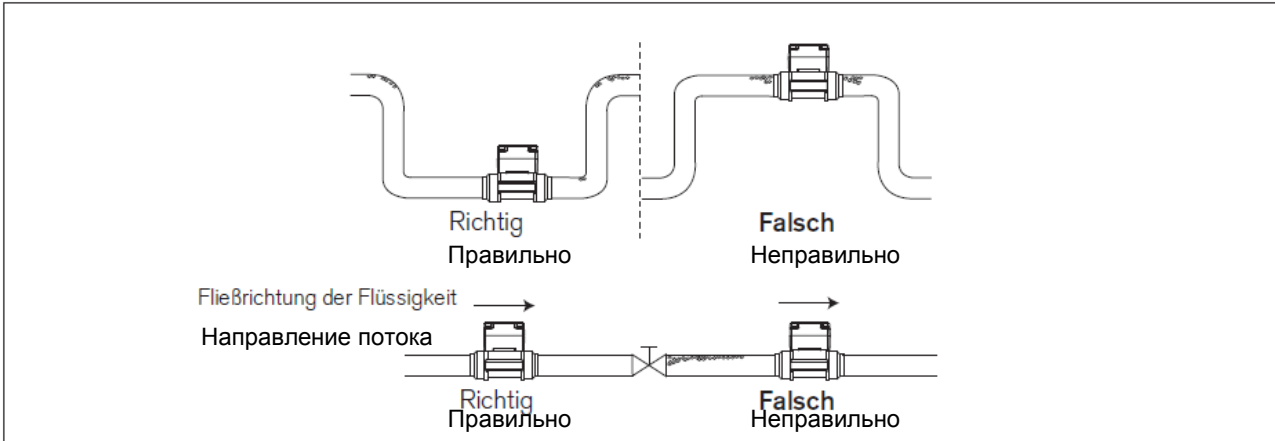 Richtig Falsch
Правильно Неправильно
Fließrichtung der Flüssigkeit
Направление потока
Richtig Falsch
Правильно Неправильно